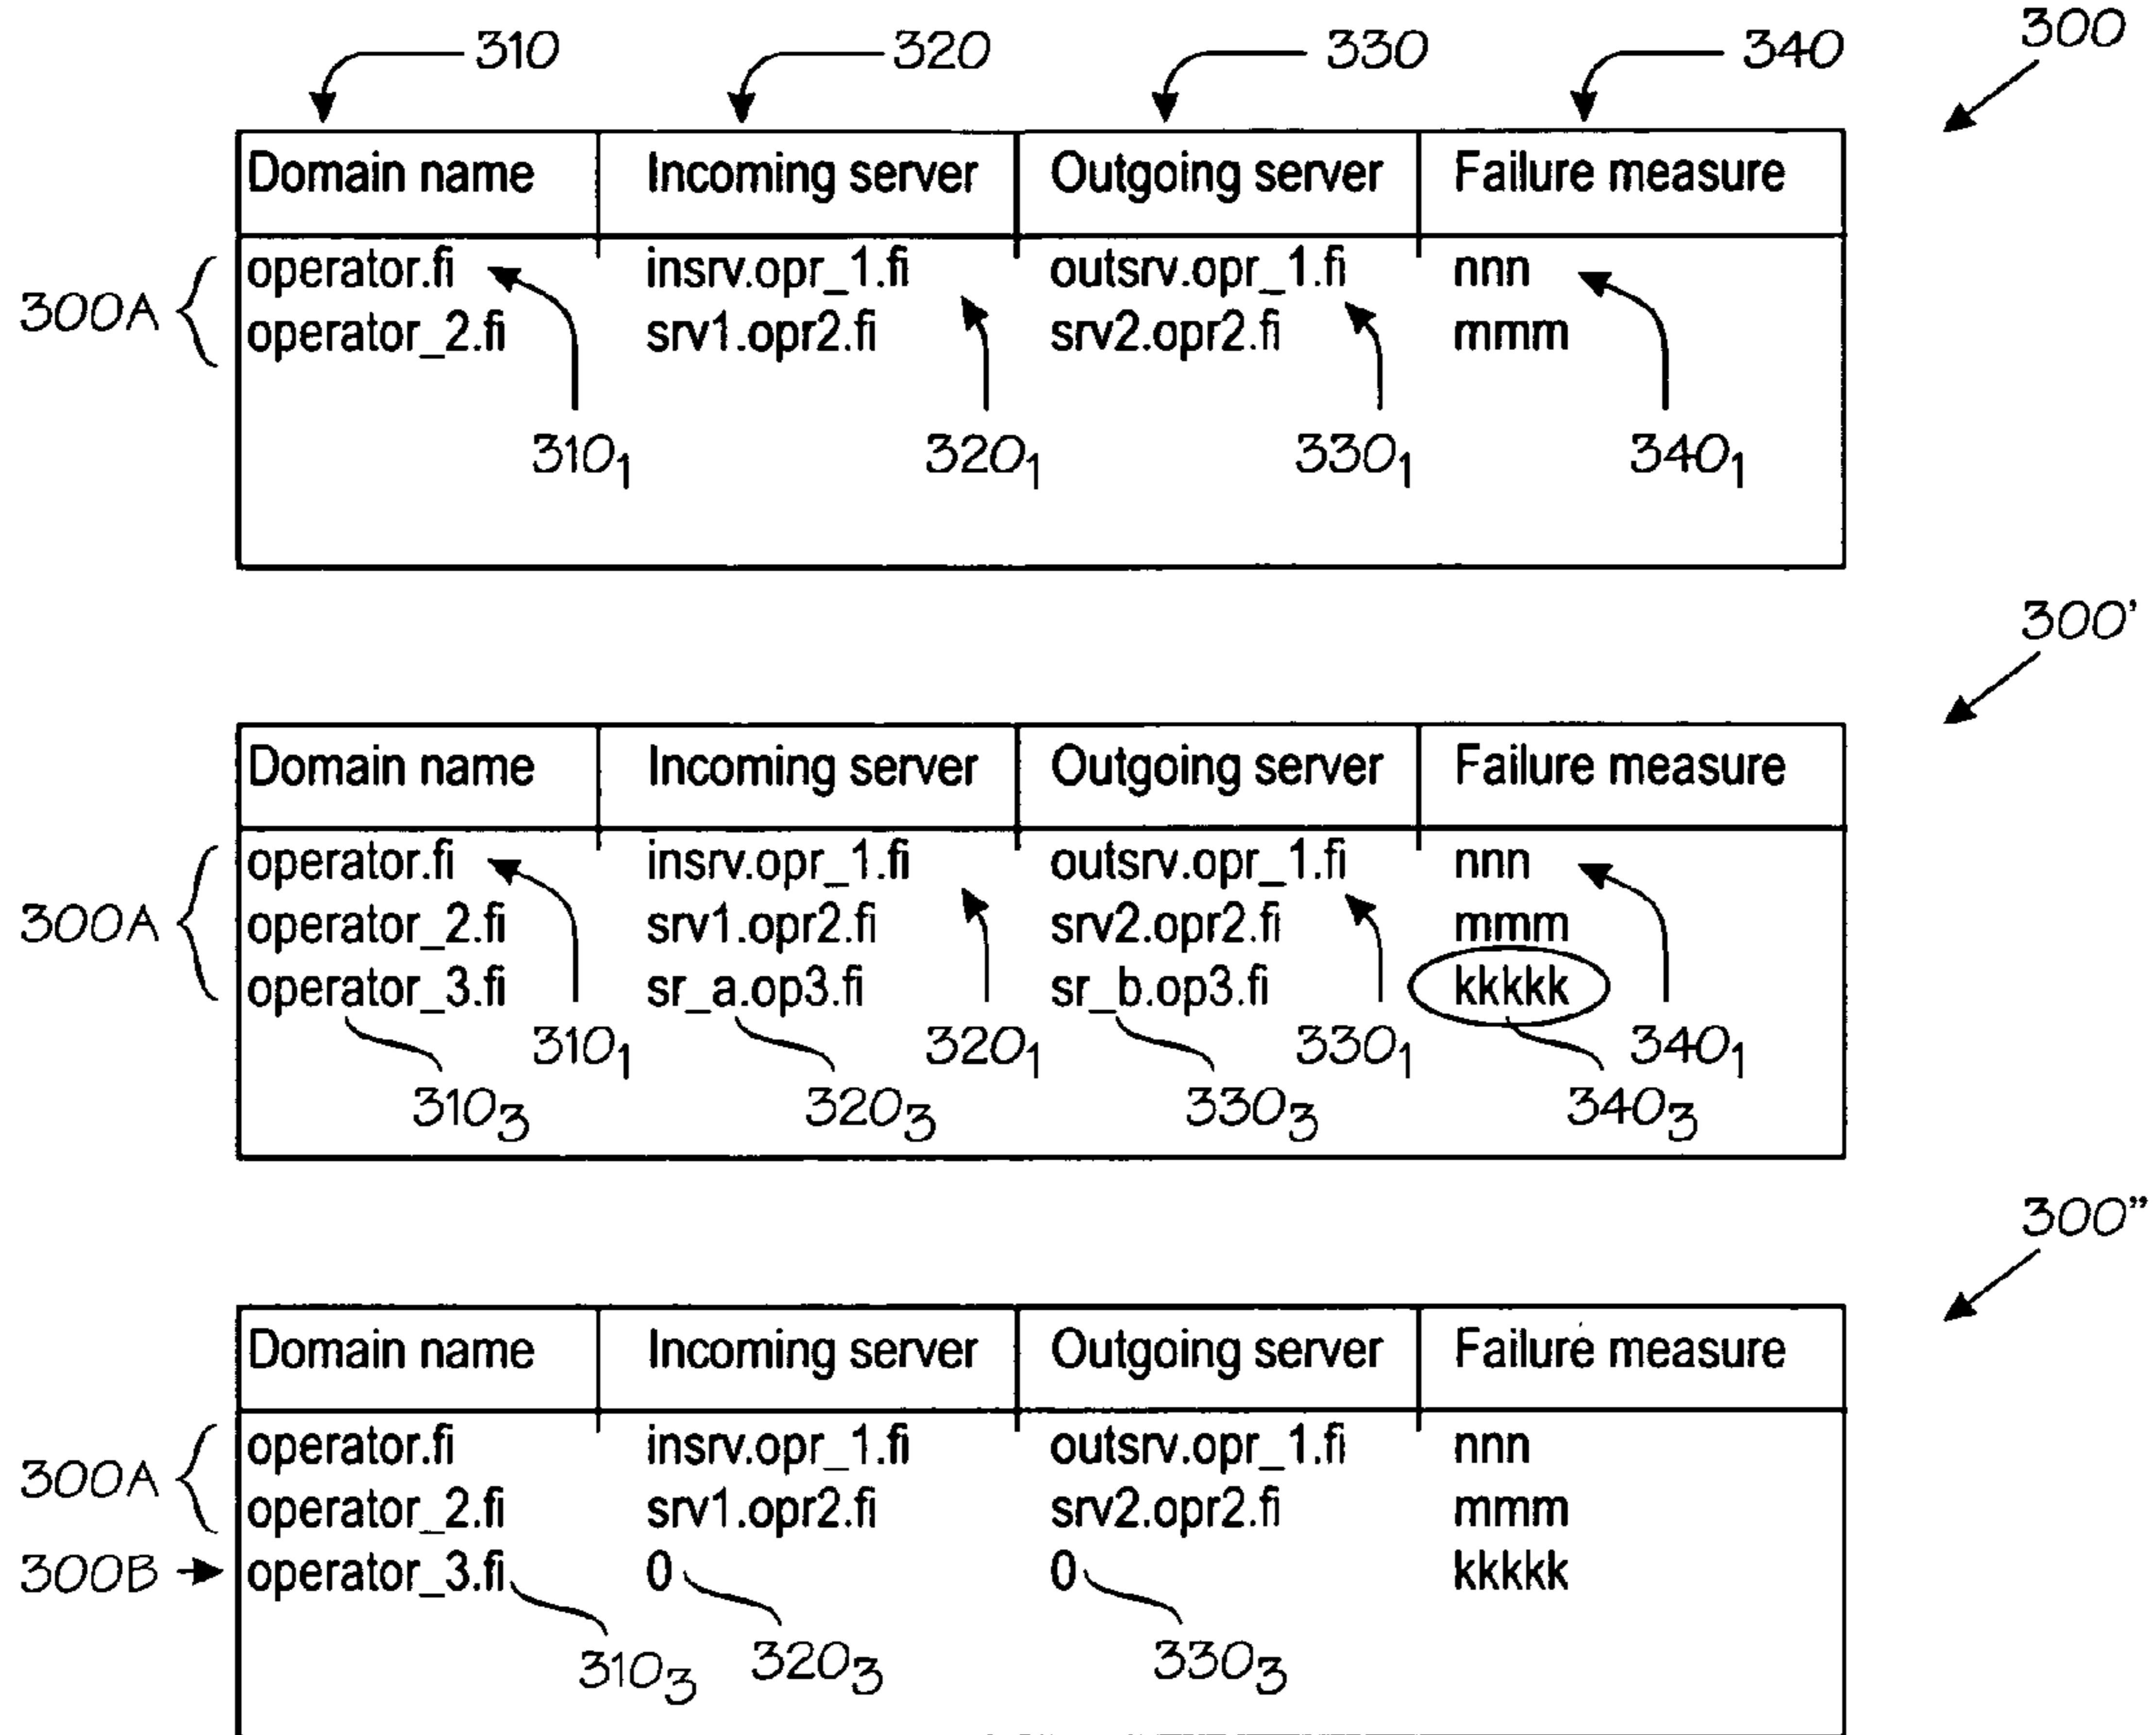 310 320 330 340 300
Domain name Incoming server Outgoing server Failure measure
300A operator.fi insrv.opr_1.fi outsrv.opr_1.fi nnn
operator_2.fi srv1.opr2.fi srv2.opr2.fi mmm
310₁ 320₁ 330₁ 340₁
300'
Domain name Incoming server Outgoing server Failure measure
operator.fi insrv.opr_1.fi outsrv.opr_1.fi nnn
300A operator_2.fi srv1.opr2.fi srv2.opr2.fi mmm
operator_3.fi sr_a.op3.fi sr_b.op3.fi kkkkk
310₁ 320₁ 330₁ 340₁
310₃ 320₃ 330₃ 340₃
300"
Domain name Incoming server Outgoing server Failure measure
300A operator.fi insrv.opr_1.fi outsrv.opr_1.fi nnn
operator_2.fi srv1.opr2.fi srv2.opr2.fi mmm
300B operator_3.fi 0 0 kkkkk
310₃ 320₃ 330₃